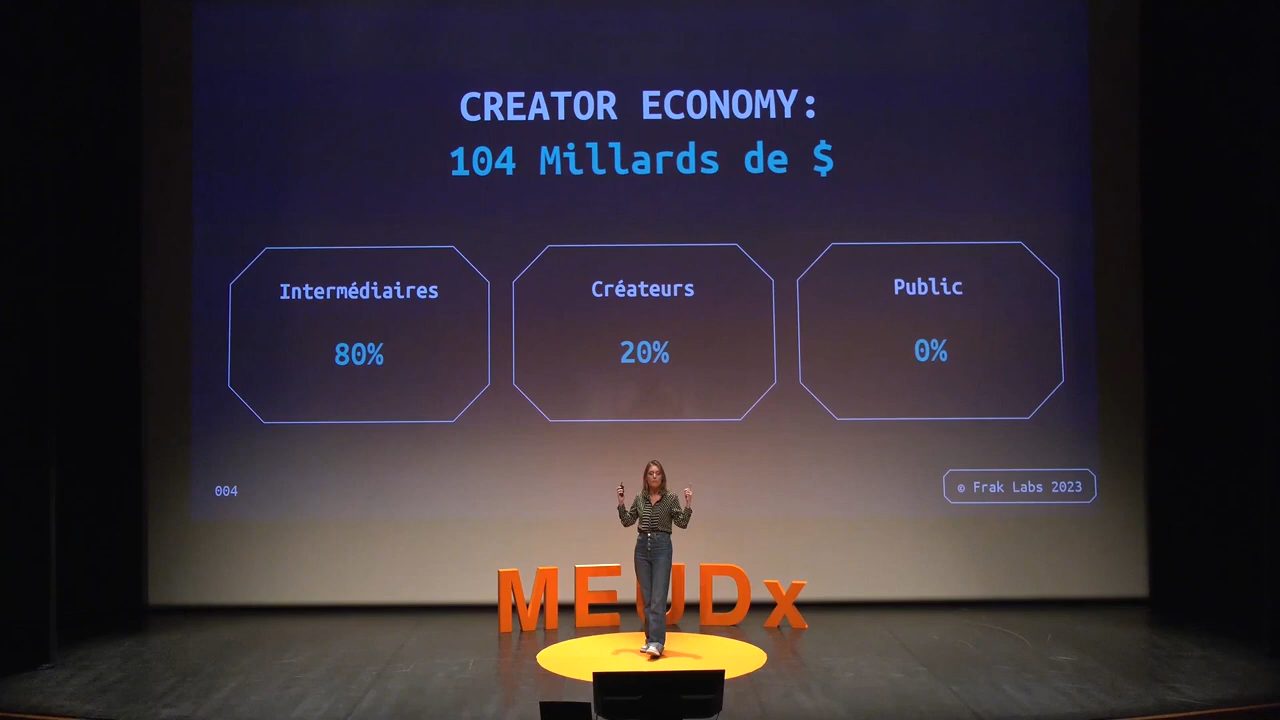 CREATOR ECONOMY:
104 Millards de $
Intermédiaires
80%
Créateurs
20%
Public
0%
004
© Frak Labs 2023
MEUDx